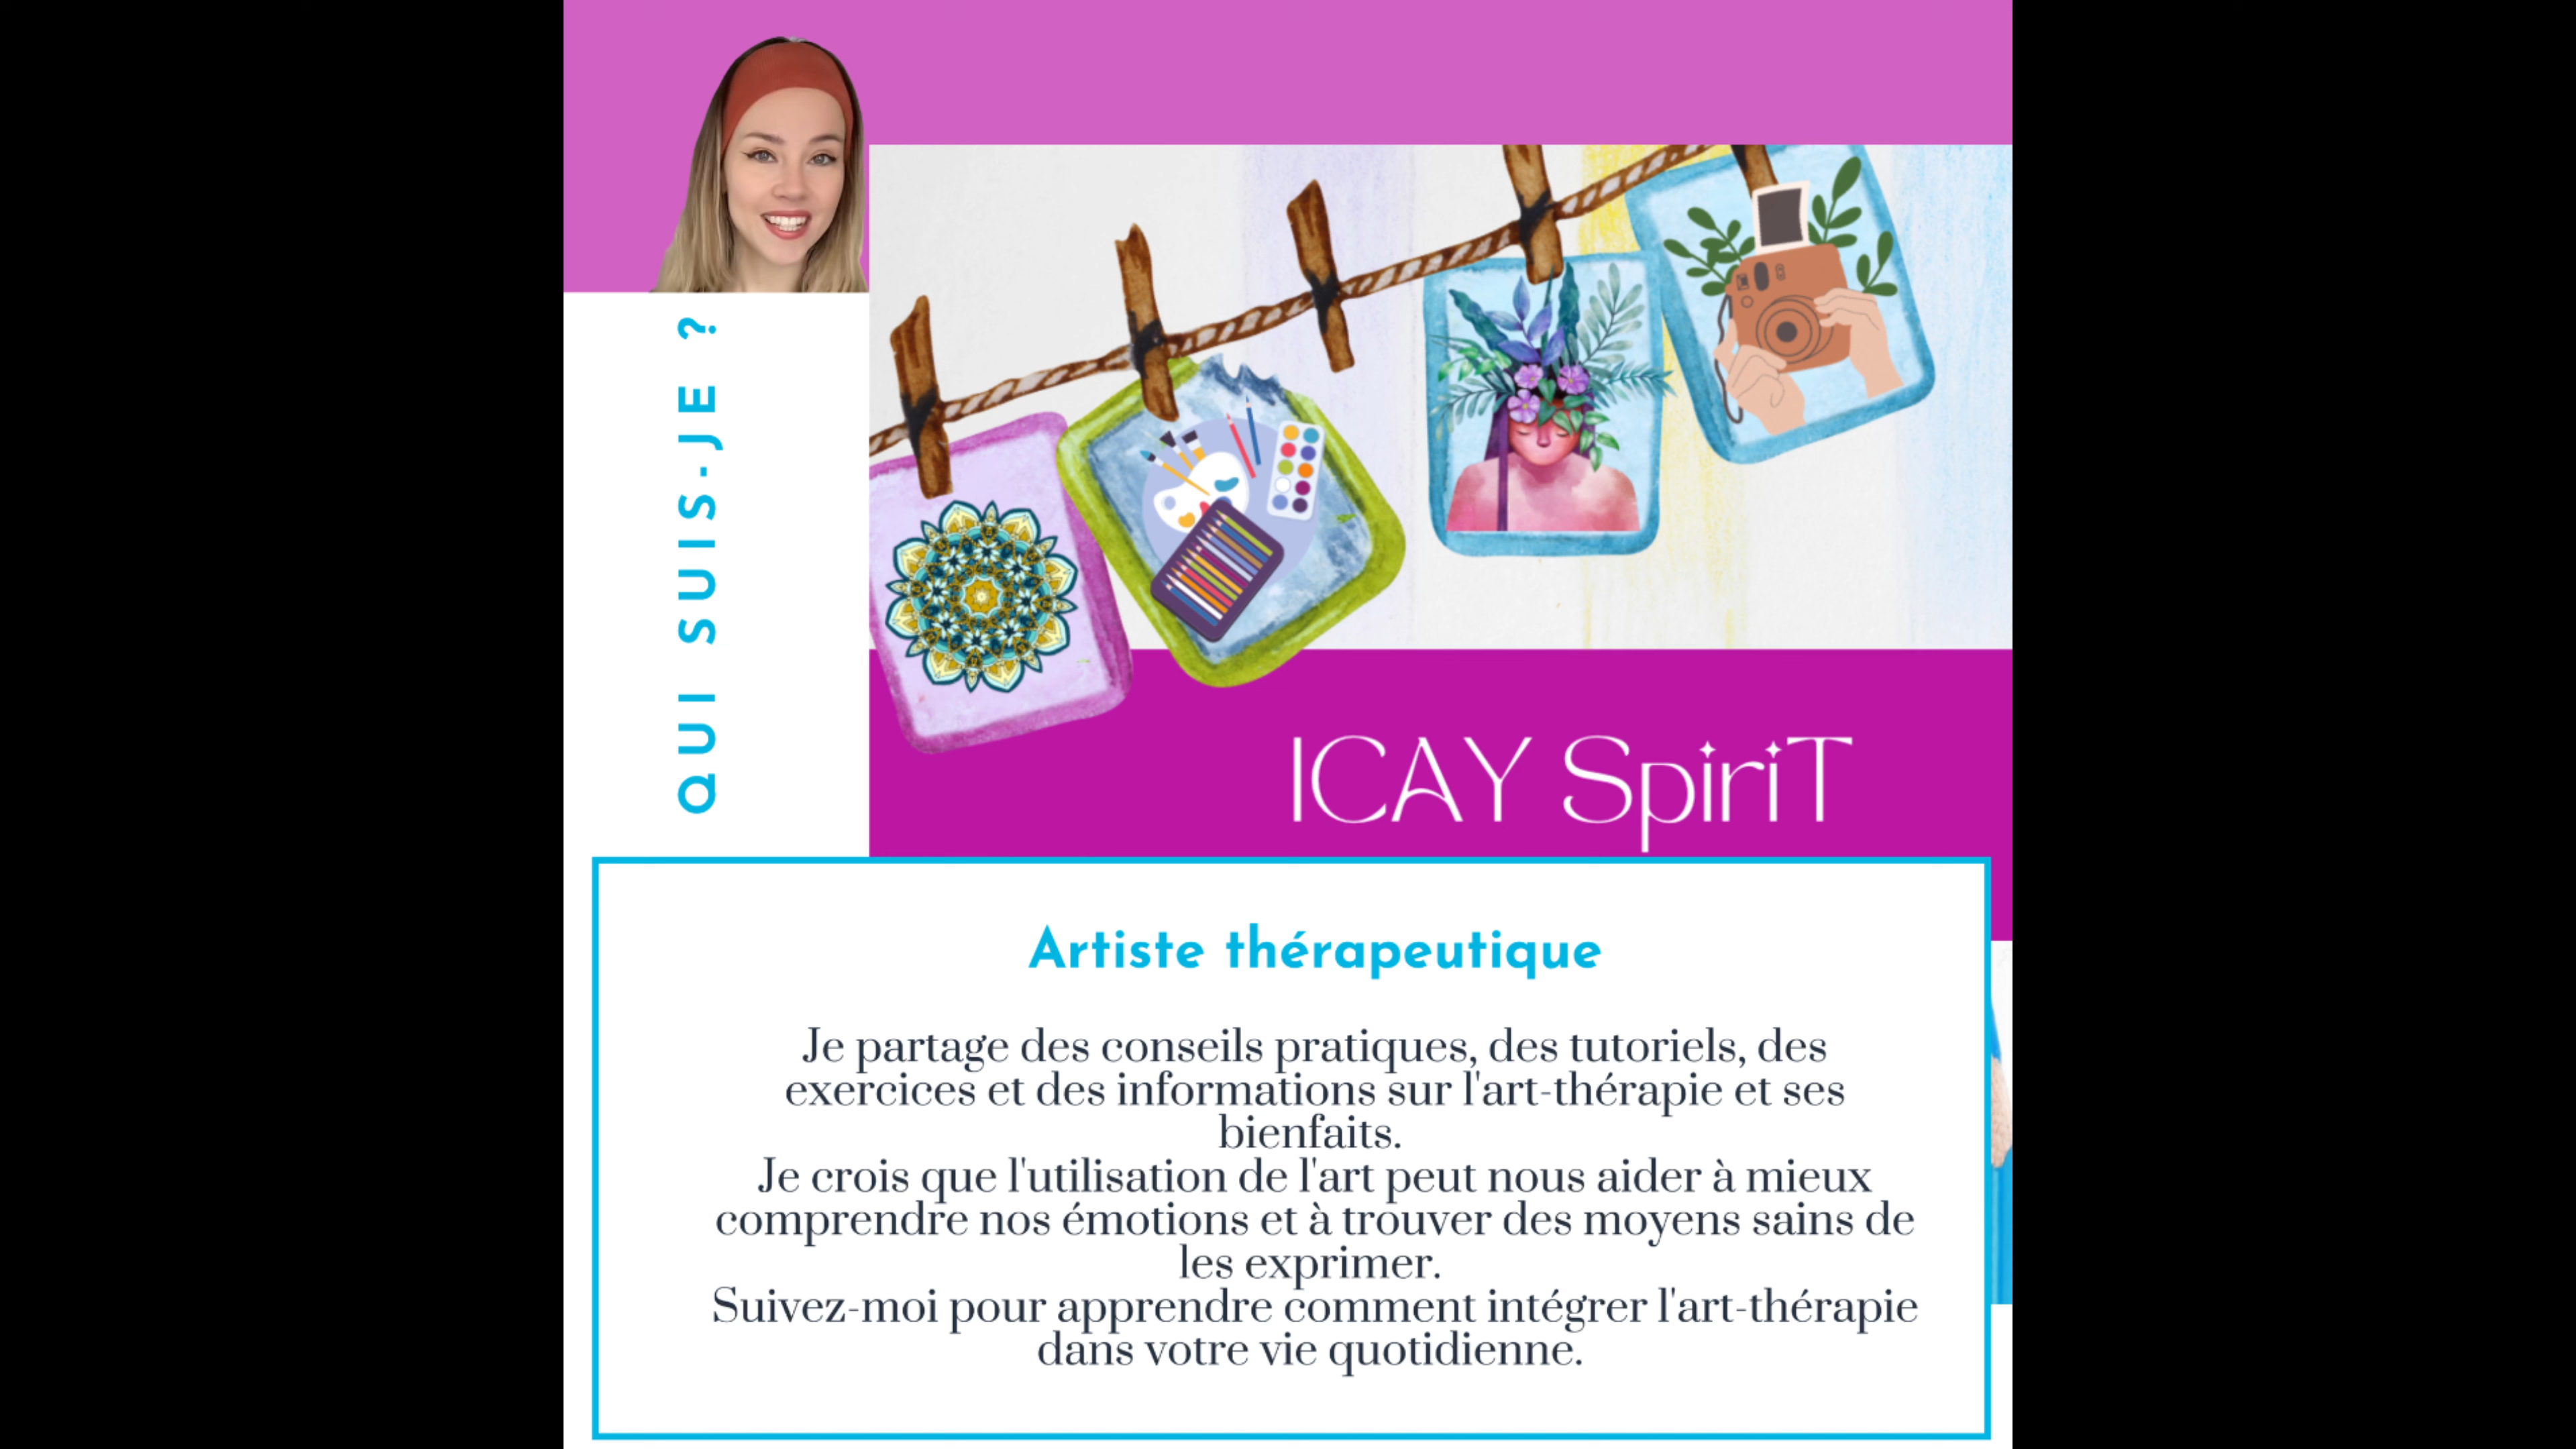 QUI SUIS-JE ?
ICAY SpiriT
Artiste thérapeutique
Je partage des conseils pratiques, des tutoriels, des
exercices et des informations sur l'art-thérapie et ses
bienfaits.
Je crois que l'utilisation de l'art peut nous aider à mieux
comprendre nos émotions et à trouver des moyens sains de
les exprimer.
Suivez-moi pour apprendre comment intégrer l'art-thérapie
dans votre vie quotidienne.